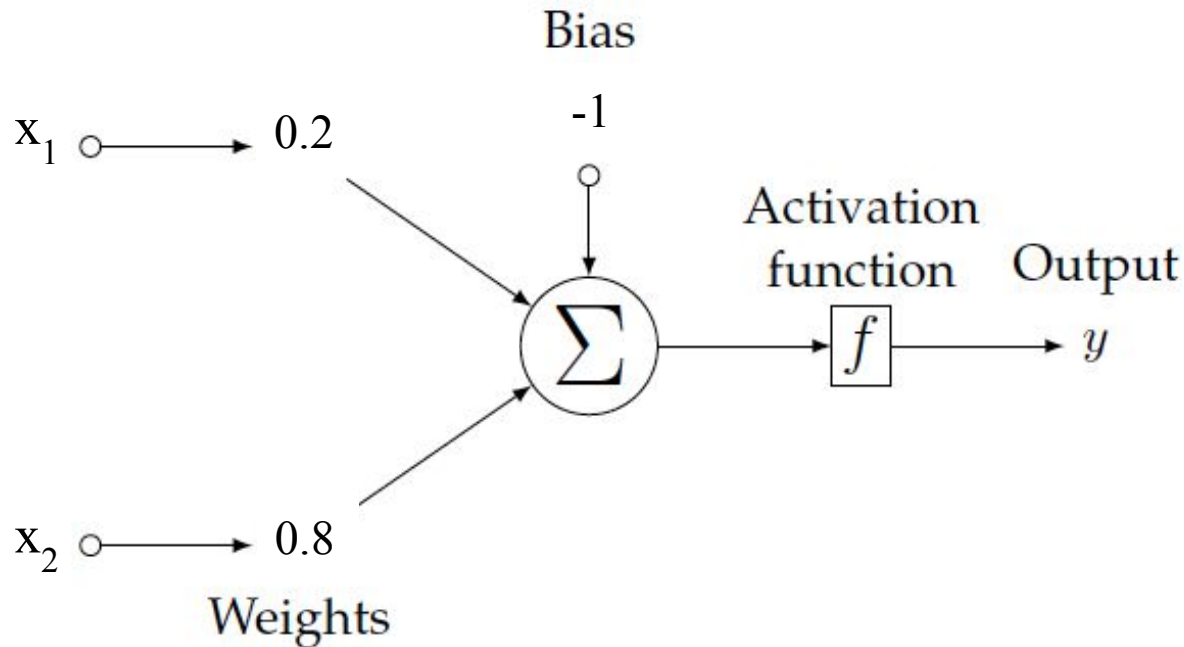 Bias
-1
x₁
0.2
Activation
function
Output
Σ
f
y
x₂
0.8
Weights